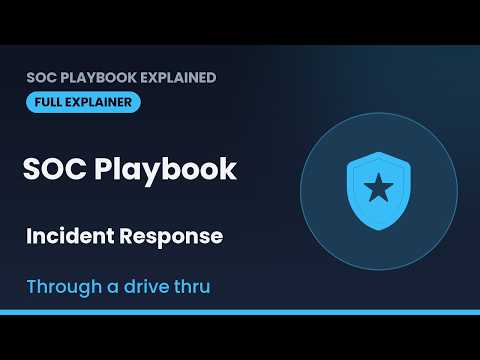 SOC PLAYBOOK EXPLAINED
FULL EXPLAINER
SOC Playbook
Incident Response
Through a drive thru